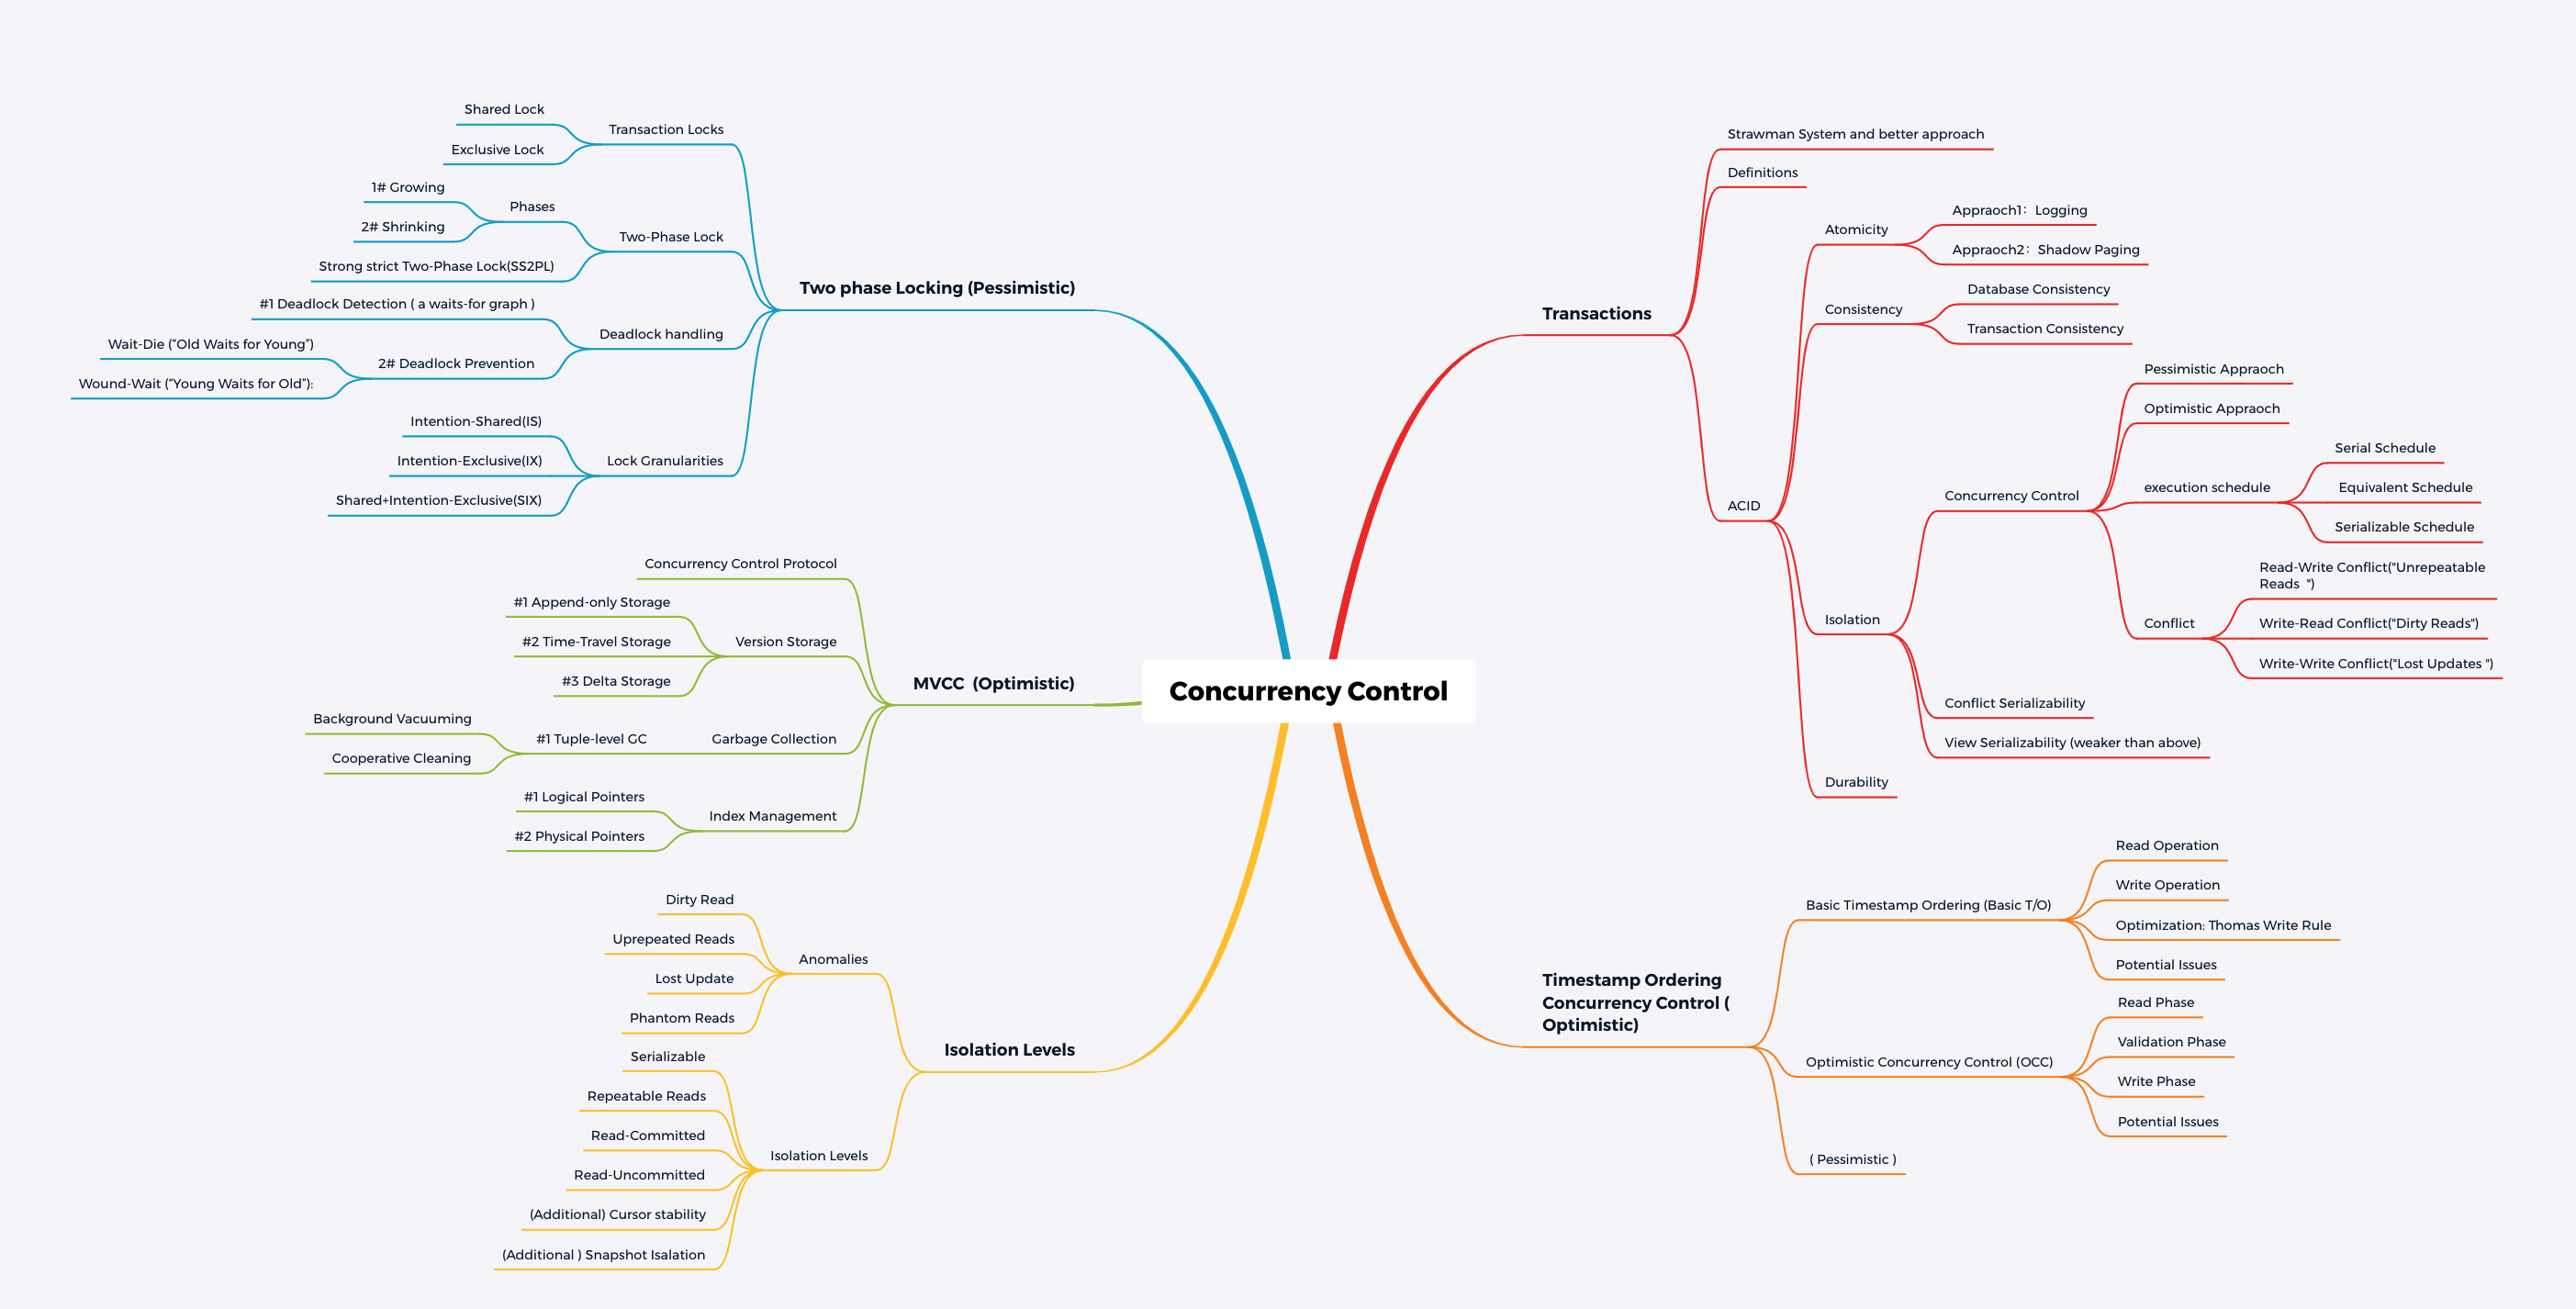 Concurrency Control
Two phase Locking (Pessimistic)
Transaction Locks
Shared Lock
Exclusive Lock
Two-Phase Lock
Phases
1# Growing
2# Shrinking
Strong strict Two-Phase Lock(SS2PL)
Deadlock handling
#1 Deadlock Detection ( a waits-for graph )
2# Deadlock Prevention
Wait-Die (“Old Waits for Young”)
Wound-Wait (“Young Waits for Old”):
Lock Granularities
Intention-Shared(IS)
Intention-Exclusive(IX)
Shared+Intention-Exclusive(SIX)
MVCC  (Optimistic)
Concurrency Control Protocol
Version Storage
#1 Append-only Storage
#2 Time-Travel Storage
#3 Delta Storage
Garbage Collection
#1 Tuple-level GC
Background Vacuuming
Cooperative Cleaning
Index Management
#1 Logical Pointers
#2 Physical Pointers
Isolation Levels
Anomalies
Dirty Read
Uprepeated Reads
Lost Update
Phantom Reads
Isolation Levels
Serializable
Repeatable Reads
Read-Committed
Read-Uncommitted
(Additional) Cursor stability
(Additional ) Snapshot Isalation
Transactions
Strawman System and better approach
Definitions
ACID
Atomicity
Appraoch1：Logging
Appraoch2：Shadow Paging
Consistency
Database Consistency
Transaction Consistency
Isolation
Concurrency Control
Pessimistic Appraoch
Optimistic Appraoch
execution schedule
Serial Schedule
Equivalent Schedule
Serializable Schedule
Conflict
Read-Write Conflict("Unrepeatable
Reads  ")
Write-Read Conflict("Dirty Reads")
Write-Write Conflict("Lost Updates ")
Conflict Serializability
View Serializability (weaker than above)
Durability
Timestamp Ordering
Concurrency Control (
Optimistic)
Basic Timestamp Ordering (Basic T/O)
Read Operation
Write Operation
Optimization: Thomas Write Rule
Potential Issues
Optimistic Concurrency Control (OCC)
Read Phase
Validation Phase
Write Phase
Potential Issues
( Pessimistic )